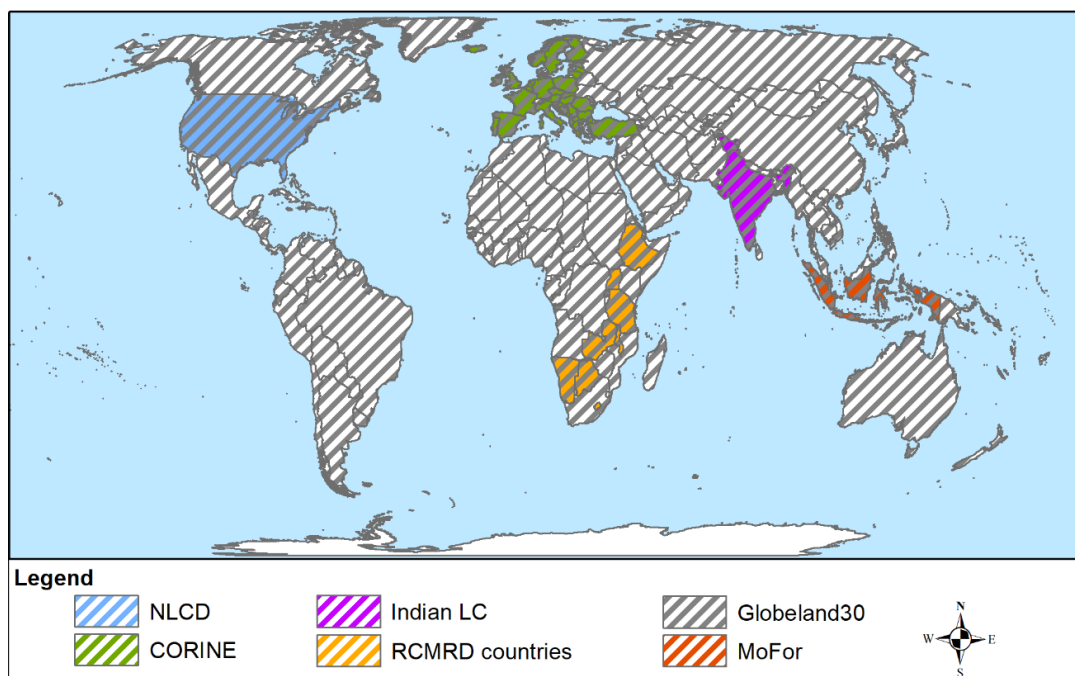 Legend
NLCD
Indian LC
Globeland30
CORINE
RCMRD countries
MoFor
N
W E
S